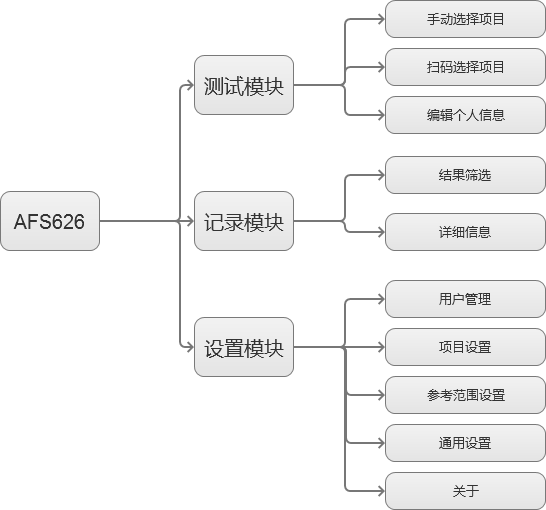 AFS626
测试模块
手动选择项目
扫码选择项目
编辑个人信息
记录模块
结果筛选
详细信息
设置模块
用户管理
项目设置
参考范围设置
通用设置
关于